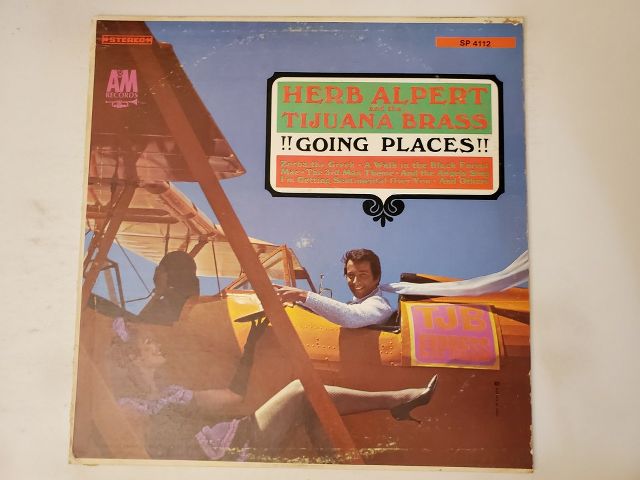 STEREO
SP 4112
A&M
RECORDS
HERB ALPERT
and the
TIJUANA BRASS
!!GOING PLACES!!
Zorba the Greek • A Walk in the Black Forest
Mae • The 3rd Man Theme • And the Angels Sing
I'm Getting Sentimental Over You • And Others
TJB
EXPRESS